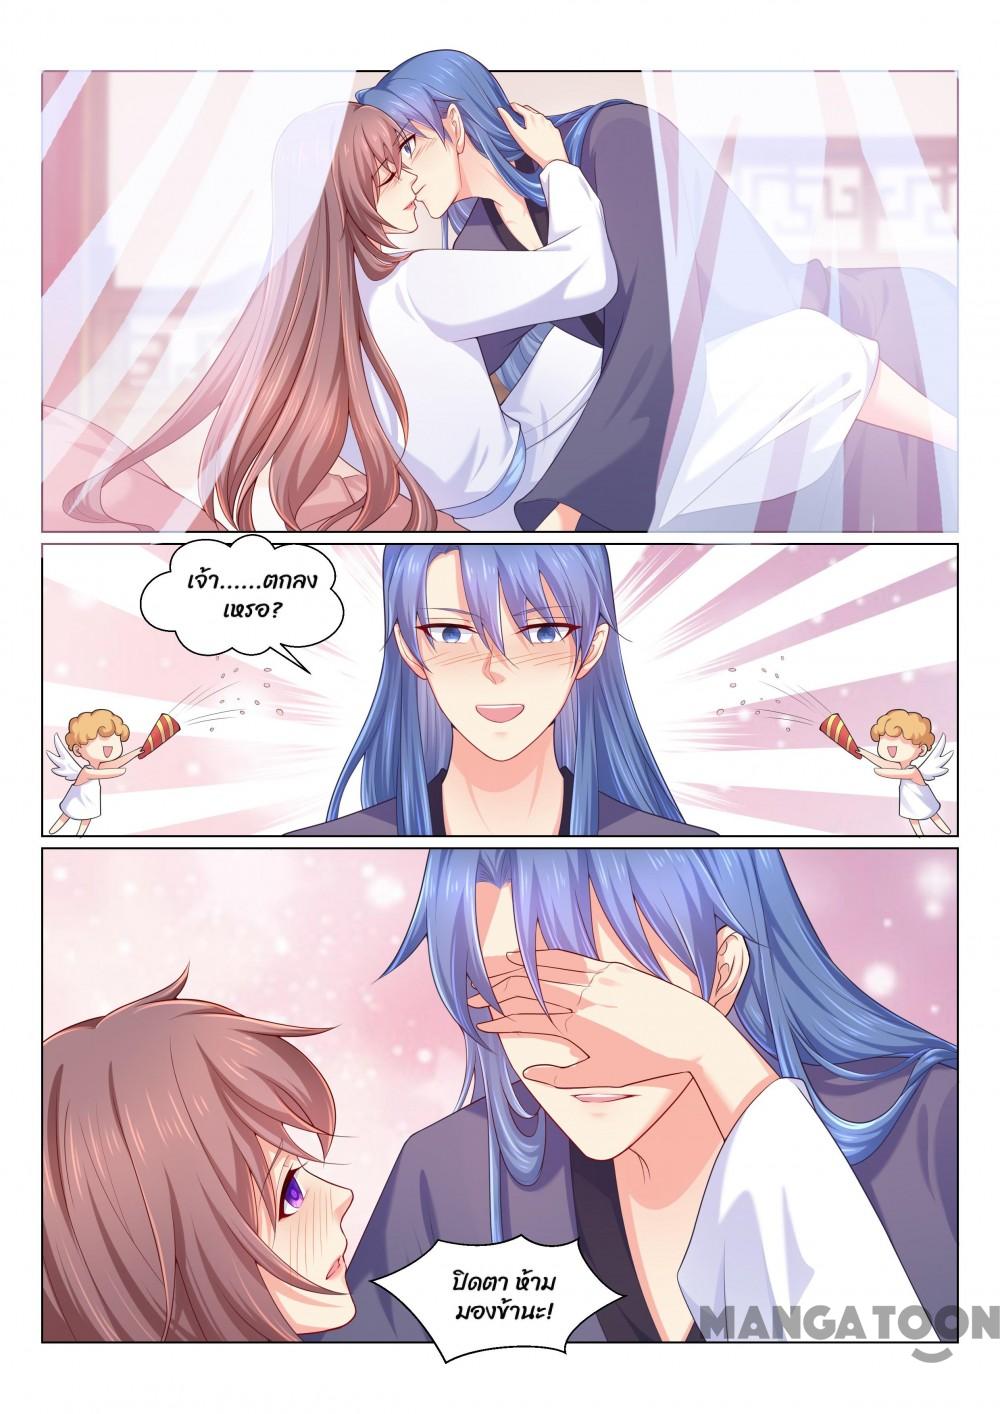 เจ้า......ตกลง
เหรอ?
ปิดตา ห้าม
มองข้านะ!
MANGATOON